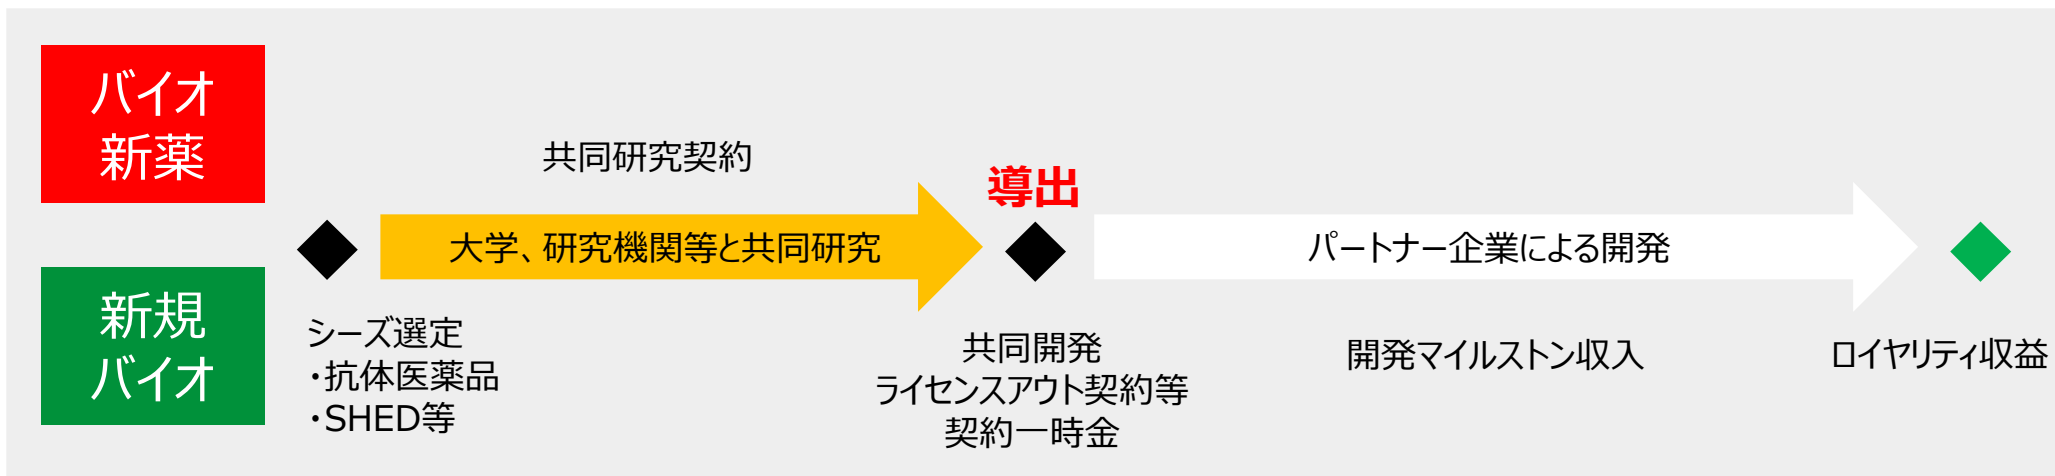 バイオ
新薬
新規
バイオ
共同研究契約
大学、研究機関等と共同研究
シーズ選定
・抗体医薬品
・SHED等
導出
共同開発
ライセンスアウト契約等
契約一時金
パートナー企業による開発
開発マイルストン収入
ロイヤリティ収益